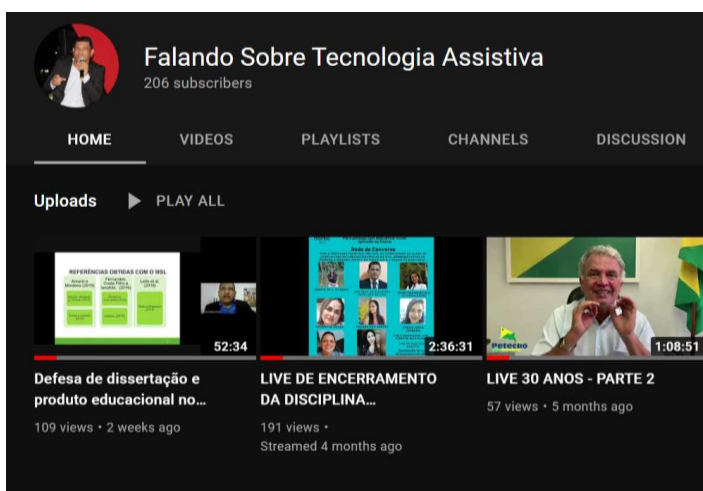 Falando Sobre Tecnologia Assistiva
206 subscribers
HOME VIDEOS PLAYLISTS CHANNELS DISCUSSION
Uploads PLAY ALL
REFERÊNCIAS OBTIDAS COM O MSL
Roda de Conversa
Petecno
52:34
2:36:31
1:08:51
Defesa de dissertação e
produto educacional no...
109 views • 2 weeks ago
LIVE DE ENCERRAMENTO
DA DISCIPLINA...
191 views •
Streamed 4 months ago
LIVE 30 ANOS - PARTE 2
57 views • 5 months ago